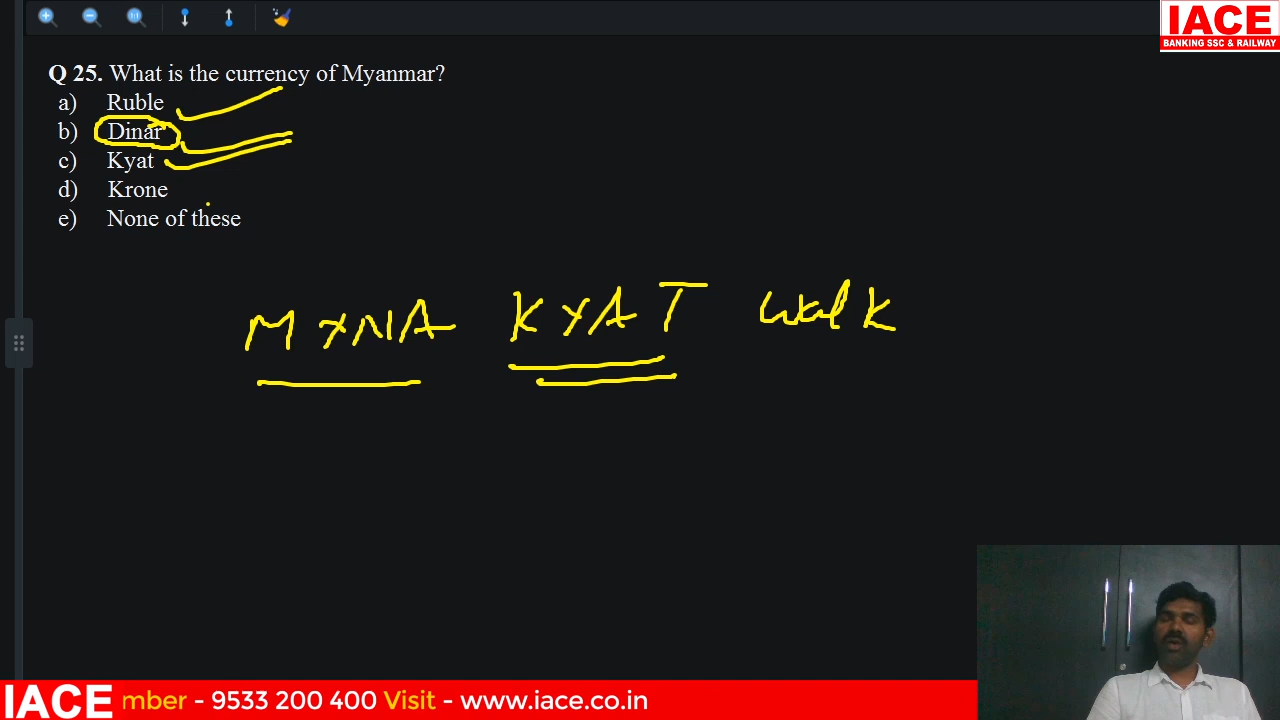 IACE
BANKING SSC & RAILWAY
Q 25. What is the currency of Myanmar?
a) Ruble
b) Dinar
c) Kyat
d) Krone
e) None of these
MYNA KYAT walk
IACE mber - 9533 200 400 Visit - www.iace.co.in